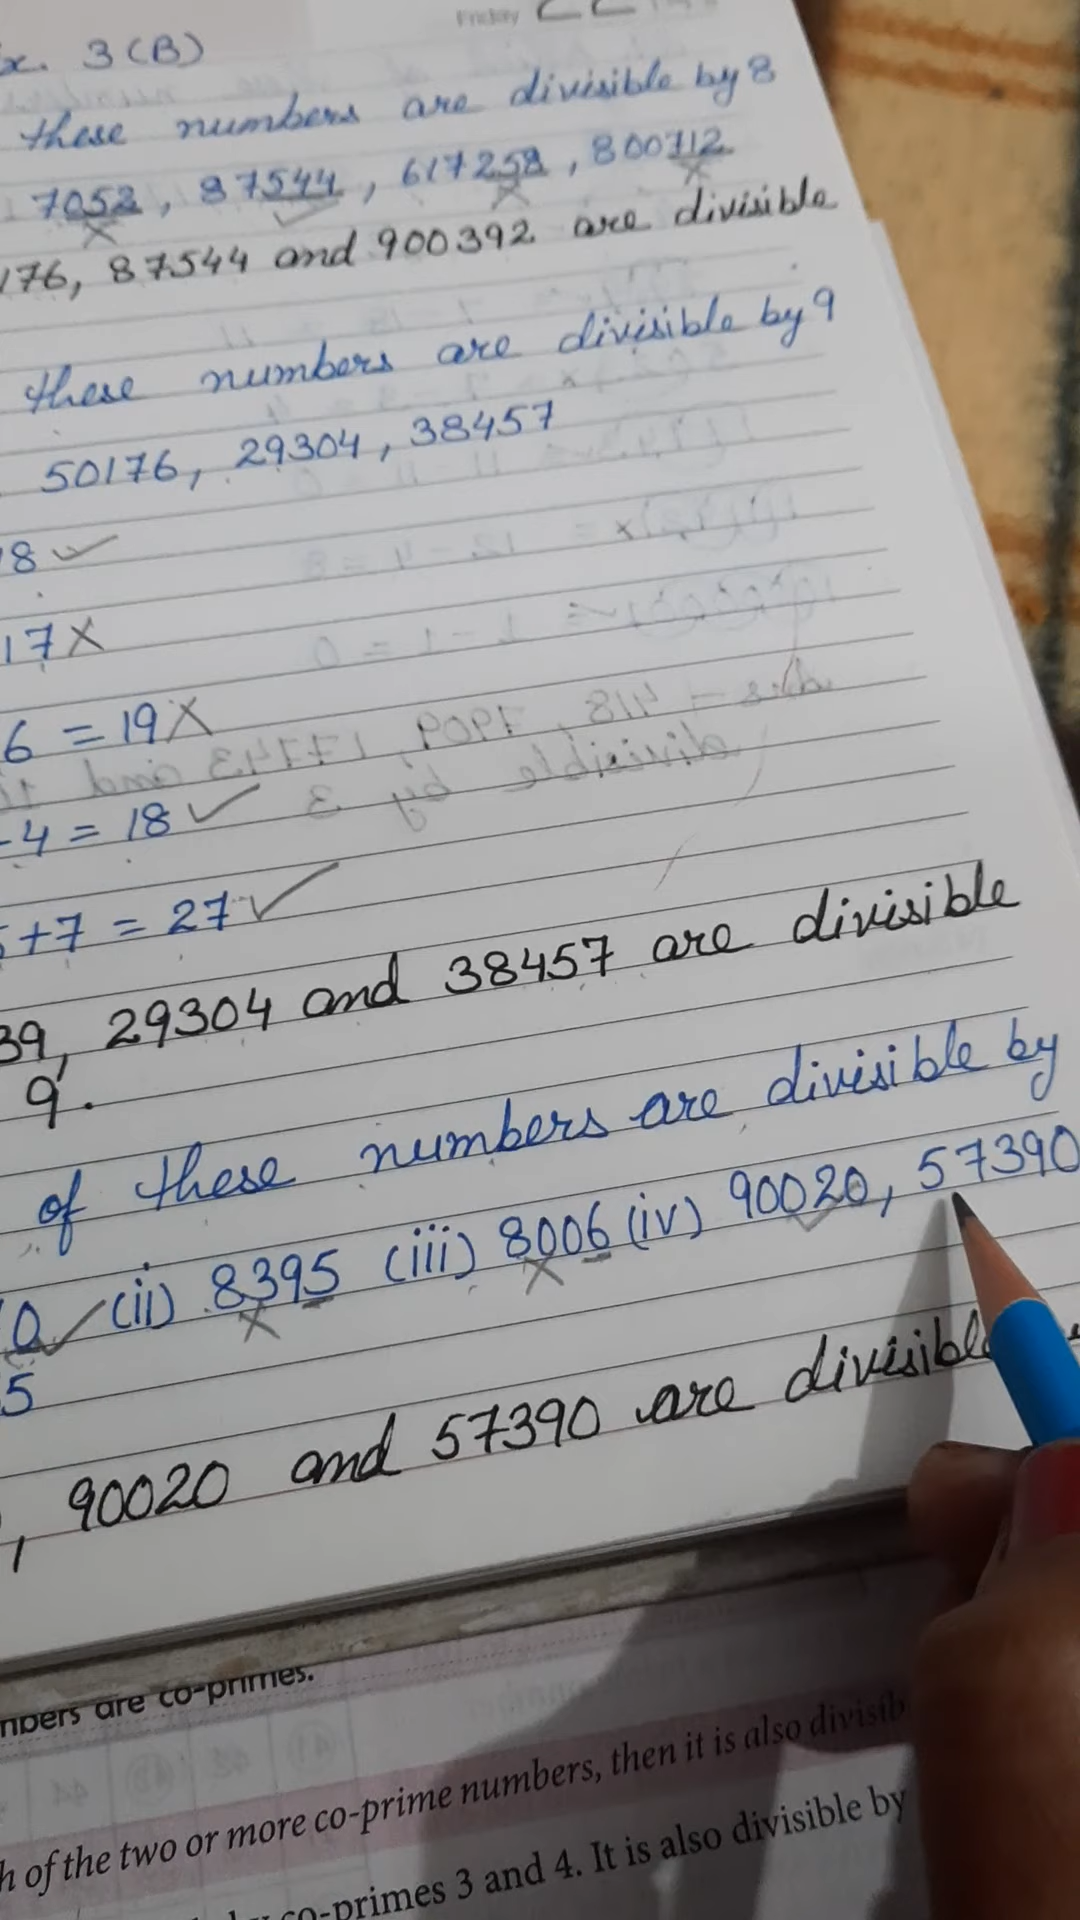 Friday
x. 3(B)
these numbers are divisible by 8
7052, 87544, 617258, 800712
176, 87544 and 900392 are divisible
these numbers are divisible by 9
50176, 29304, 38457
8 ✓
17 X
6 = 19 X
4 = 18 ✓
+7 = 27 ✓
39, 29304 and 38457 are divisible
9.
of these numbers are divisible by
0 ✓ (ii) 8395 (iii) 8006 (iv) 90020, 57390
5
, 90020 and 57390 are divisible
nbers are co-primes.
h of the two or more co-prime numbers, then it is also divisib
co-primes 3 and 4. It is also divisible by